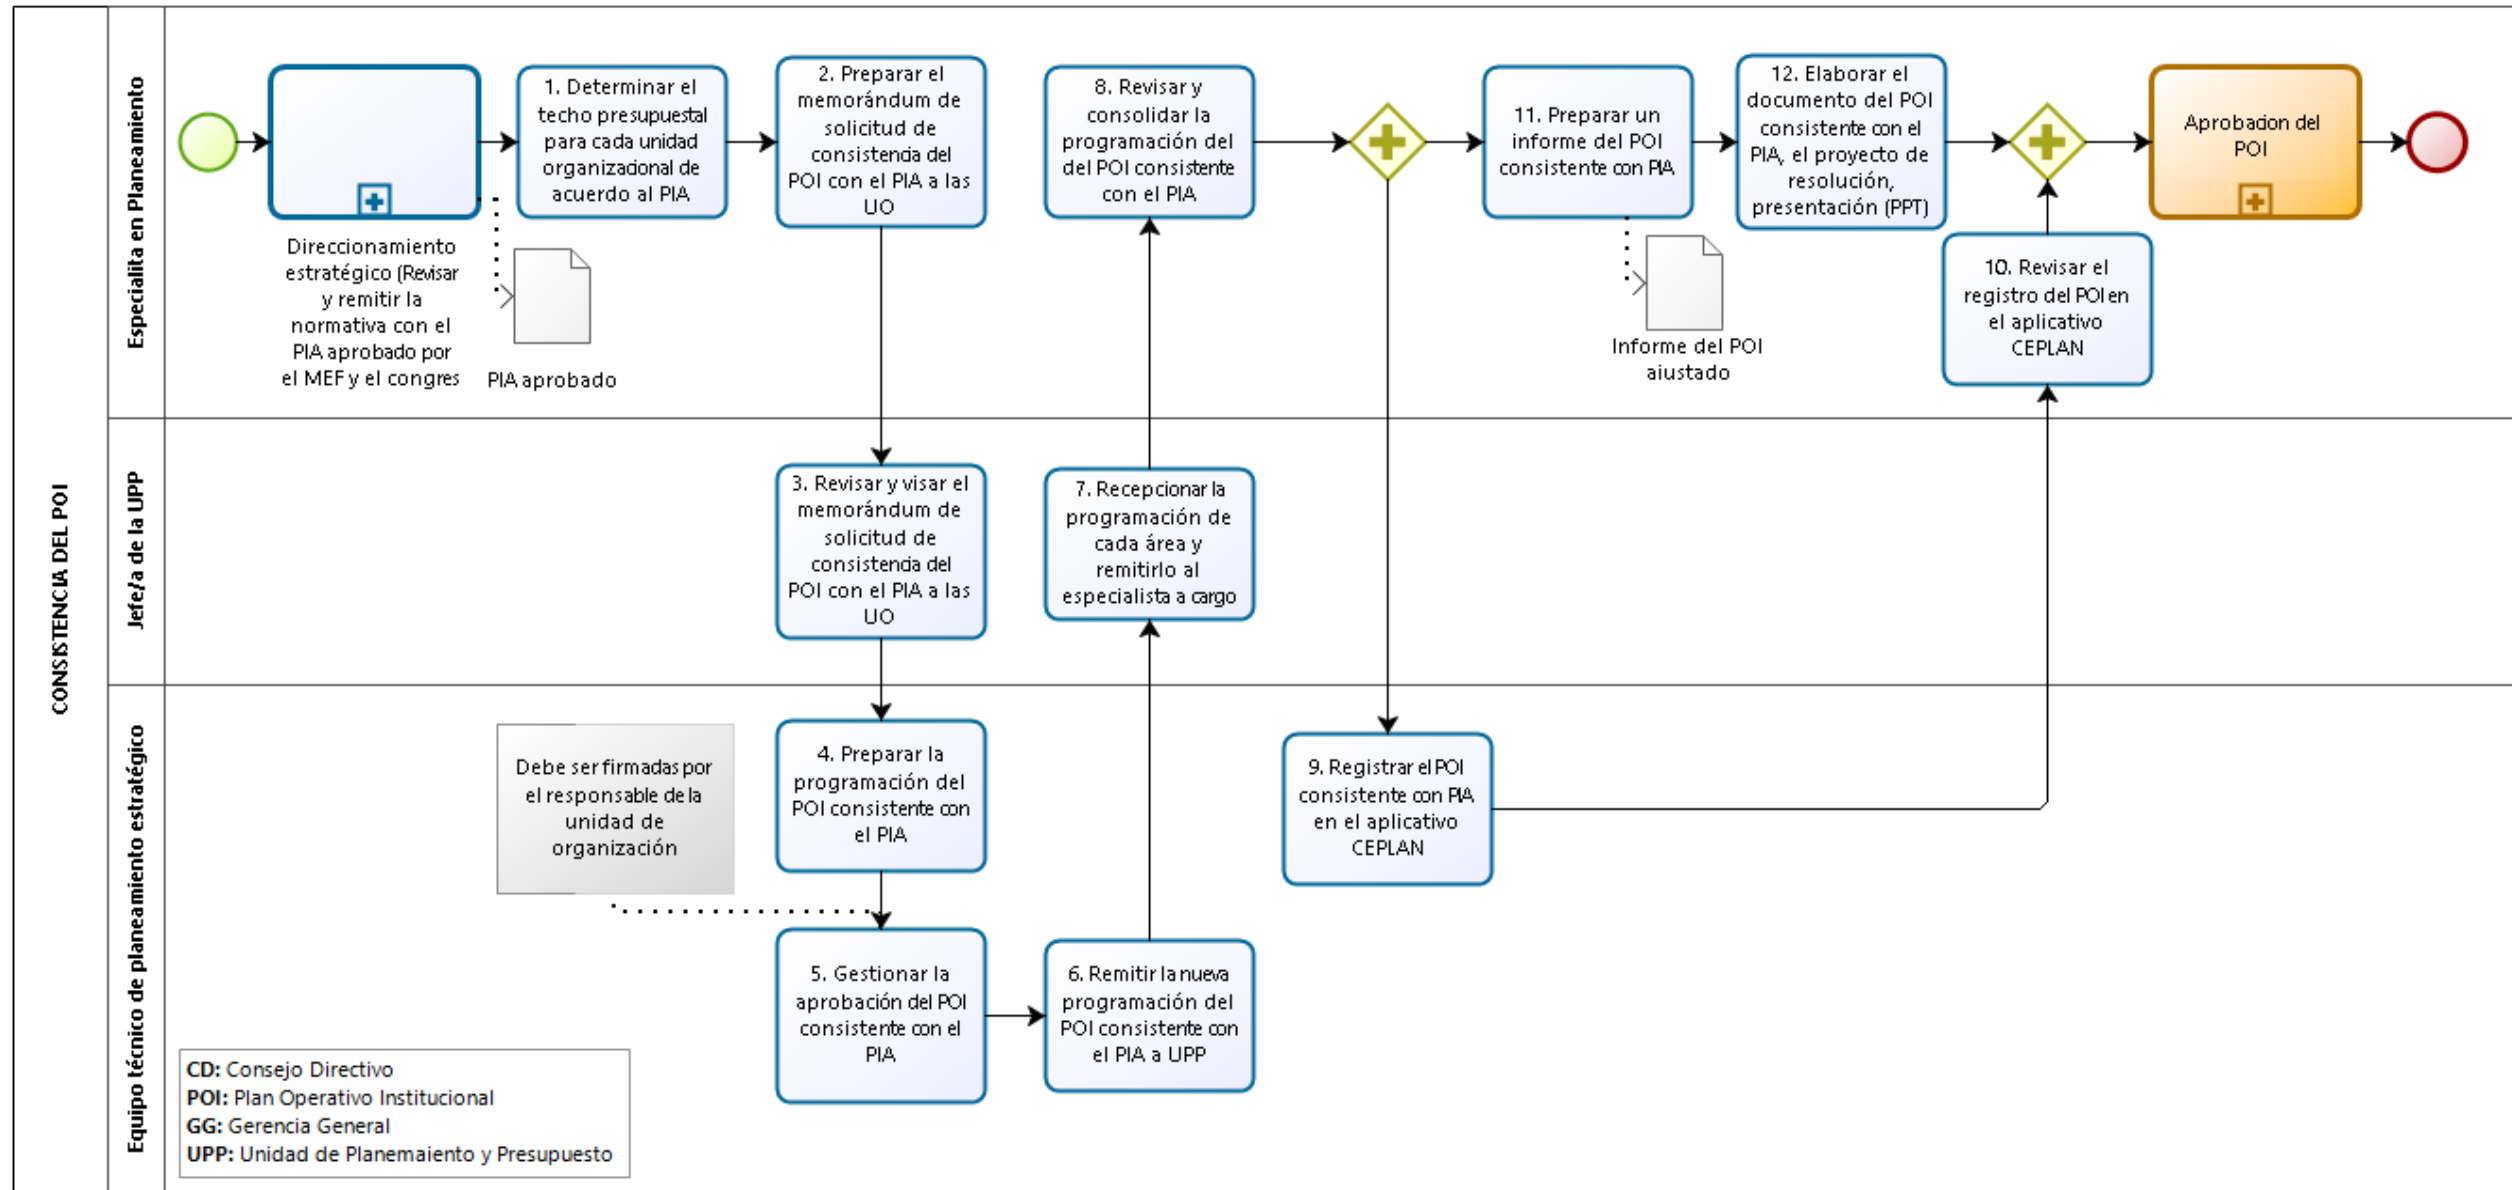 CONSISTENCIA DEL POI
Especialita en Planeamiento
Direccionamiento
estratégico (Revisar
y remitir la
normativa con el
PIA aprobado por
el MEF y el congres
PIA aprobado
1. Determinar el
techo presupuestal
para cada unidad
organizacional de
acuerdo al PIA
2. Preparar el
memorándum de
solicitud de
consistencia del
POI con el PIA a las
UO
8. Revisar y
consolidar la
programación del
del POI consistente
con el PIA
11. Preparar un
informe del POI
consistente con PIA
Informe del POI
aiustado
12. Elaborar el
documento del POI
consistente con el
PIA, el proyecto de
resolución,
presentación (PPT)
10. Revisar el
registro del POI en
el aplicativo
CEPLAN
Aprobacion del
POI
Jefe/a de la UPP
3. Revisar y visar el
memorándum de
solicitud de
consistencia del
POI con el PIA a las
UO
7. Recepcionar la
programación de
cada área y
remitirlo al
especialista a cargo
Equipo técnico de planeamiento estratégico
Debe ser firmadas por
el responsable de la
unidad de
organización
4. Preparar la
programación del
POI consistente con
el PIA
5. Gestionar la
aprobación del POI
consistente con el
PIA
6. Remitir la nueva
programación del
POI consistente con
el PIA a UPP
9. Registrar el POI
consistente con PIA
en el aplicativo
CEPLAN
CD: Consejo Directivo
POI: Plan Operativo Institucional
GG: Gerencia General
UPP: Unidad de Planemaiento y Presupuesto